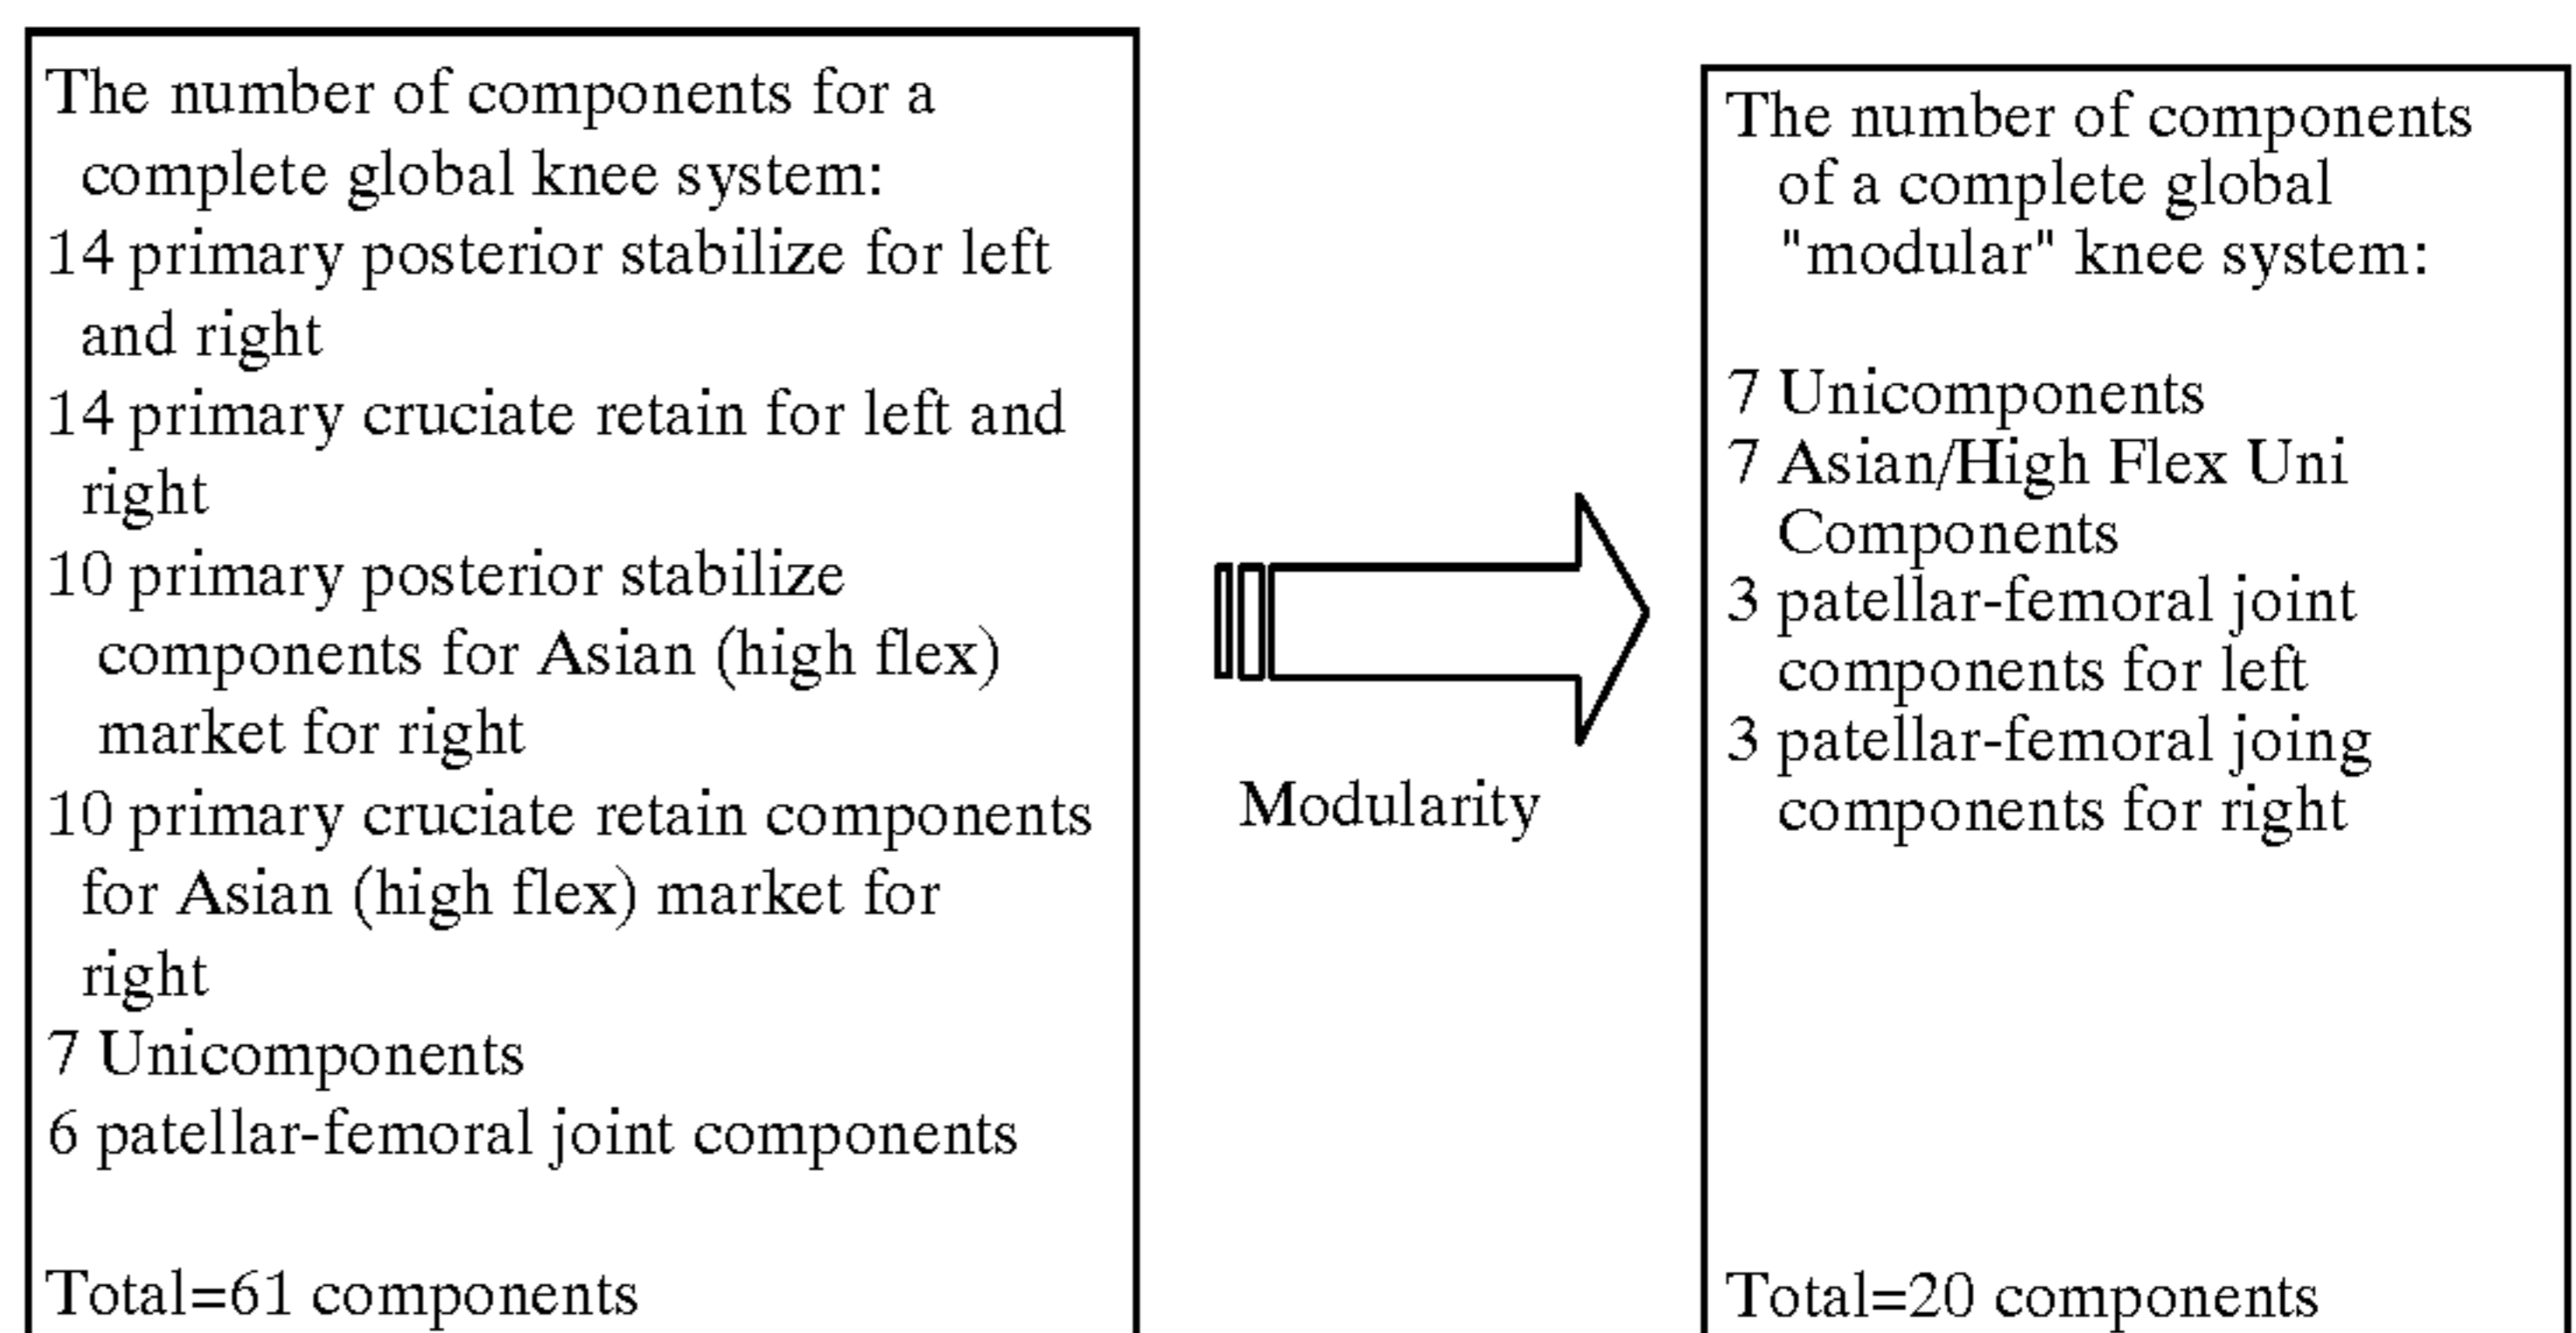 The number of components for a
complete global knee system:
14 primary posterior stabilize for left
and right
14 primary cruciate retain for left and
right
10 primary posterior stabilize
components for Asian (high flex)
market for right
10 primary cruciate retain components
for Asian (high flex) market for
right
7 Unicomponents
6 patellar-femoral joint components
Total=61 components
Modularity
The number of components
of a complete global
"modular" knee system:
7 Unicomponents
7 Asian/High Flex Uni
Components
3 patellar-femoral joint
components for left
3 patellar-femoral joing
components for right
Total=20 components